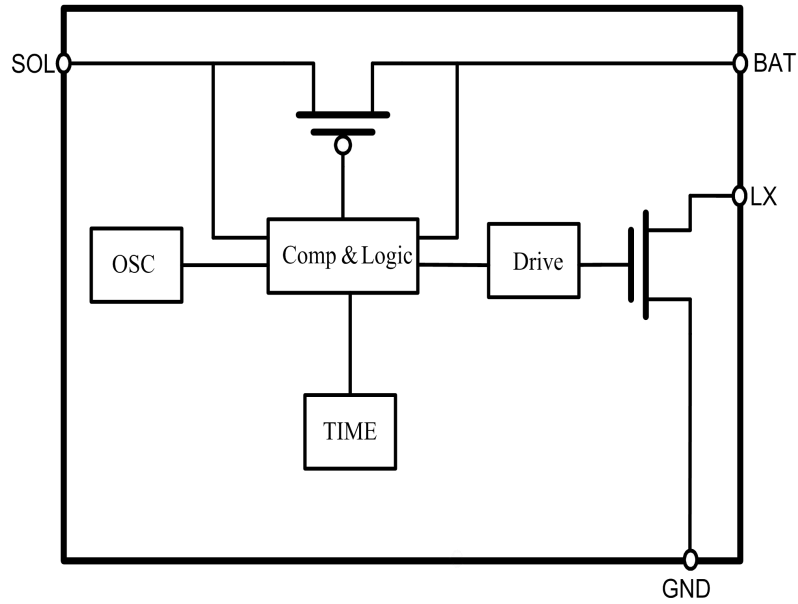 SOL
BAT
LX
OSC
Comp & Logic
Drive
TIME
GND